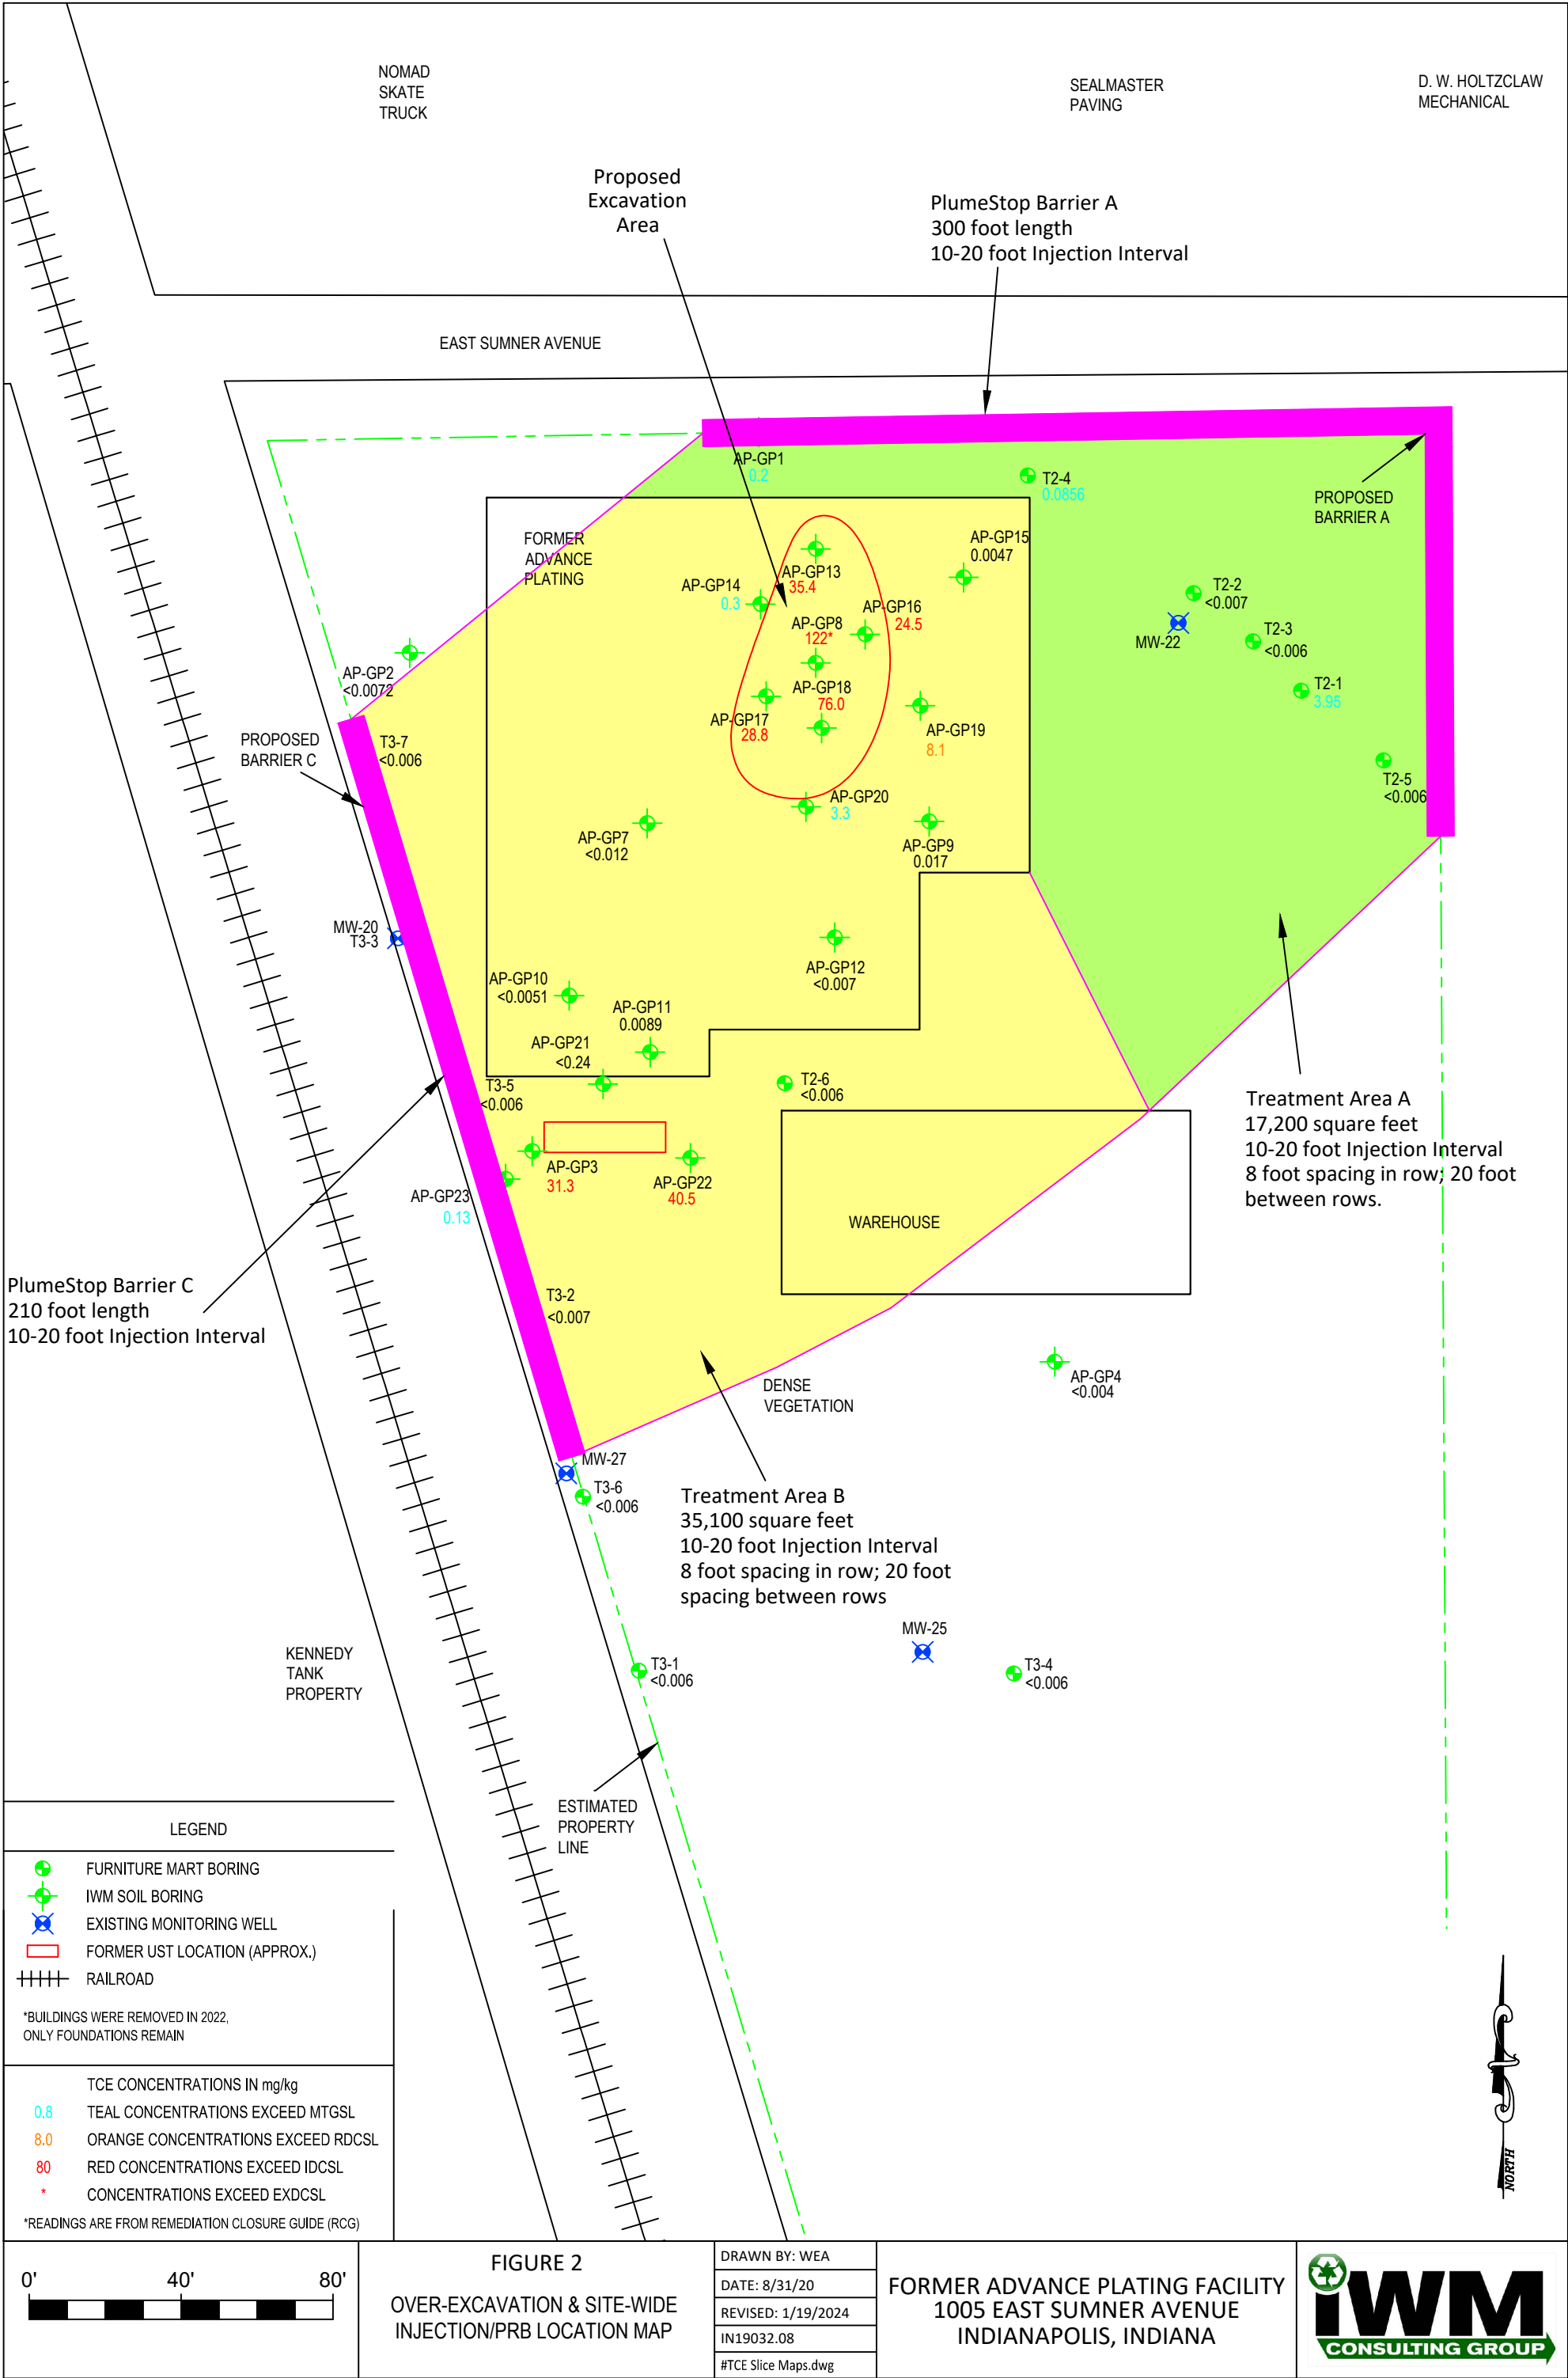 NOMAD
SKATE
TRUCK
SEALMASTER
PAVING
D. W. HOLTZCLAW
MECHANICAL
Proposed
Excavation
Area
PlumeStop Barrier A
300 foot length
10-20 foot Injection Interval
EAST SUMNER AVENUE
AP-GP1
0.2
T2-4
0.0856
PROPOSED
BARRIER A
FORMER
ADVANCE
PLATING
AP-GP13
35.4
AP-GP15
0.0047
AP-GP14
0.3
AP-GP16
24.5
AP-GP8
122*
T2-2
<0.007
MW-22
T2-3
<0.006
AP-GP2
<0.0072
AP-GP18
76.0
T2-1
3.95
AP-GP17
28.8
AP-GP19
8.1
PROPOSED
BARRIER C
T3-7
<0.006
T2-5
<0.006
AP-GP20
3.3
AP-GP7
<0.012
AP-GP9
0.017
MW-20
T3-3
AP-GP12
<0.007
AP-GP10
<0.0051
AP-GP11
0.0089
AP-GP21
<0.24
T3-5
<0.006
T2-6
<0.006
Treatment Area A
17,200 square feet
10-20 foot Injection Interval
8 foot spacing in row; 20 foot
between rows.
AP-GP3
31.3
AP-GP22
40.5
AP-GP23
0.13
WAREHOUSE
PlumeStop Barrier C
210 foot length
10-20 foot Injection Interval
T3-2
<0.007
DENSE
VEGETATION
AP-GP4
<0.004
MW-27
T3-6
<0.006
Treatment Area B
35,100 square feet
10-20 foot Injection Interval
8 foot spacing in row; 20 foot
spacing between rows
MW-25
KENNEDY
TANK
PROPERTY
T3-1
<0.006
T3-4
<0.006
ESTIMATED
PROPERTY
LINE
LEGEND
FURNITURE MART BORING
IWM SOIL BORING
EXISTING MONITORING WELL
FORMER UST LOCATION (APPROX.)
RAILROAD
*BUILDINGS WERE REMOVED IN 2022,
ONLY FOUNDATIONS REMAIN
TCE CONCENTRATIONS IN mg/kg
0.8 TEAL CONCENTRATIONS EXCEED MTGSL
8.0 ORANGE CONCENTRATIONS EXCEED RDCSL
80 RED CONCENTRATIONS EXCEED IDCSL
* CONCENTRATIONS EXCEED EXDCSL
*READINGS ARE FROM REMEDIATION CLOSURE GUIDE (RCG)
NORTH
0' 40' 80'
FIGURE 2
OVER-EXCAVATION & SITE-WIDE
INJECTION/PRB LOCATION MAP
DRAWN BY: WEA
DATE: 8/31/20
REVISED: 1/19/2024
IN19032.08
#TCE Slice Maps.dwg
FORMER ADVANCE PLATING FACILITY
1005 EAST SUMNER AVENUE
INDIANAPOLIS, INDIANA
iWM
CONSULTING GROUP